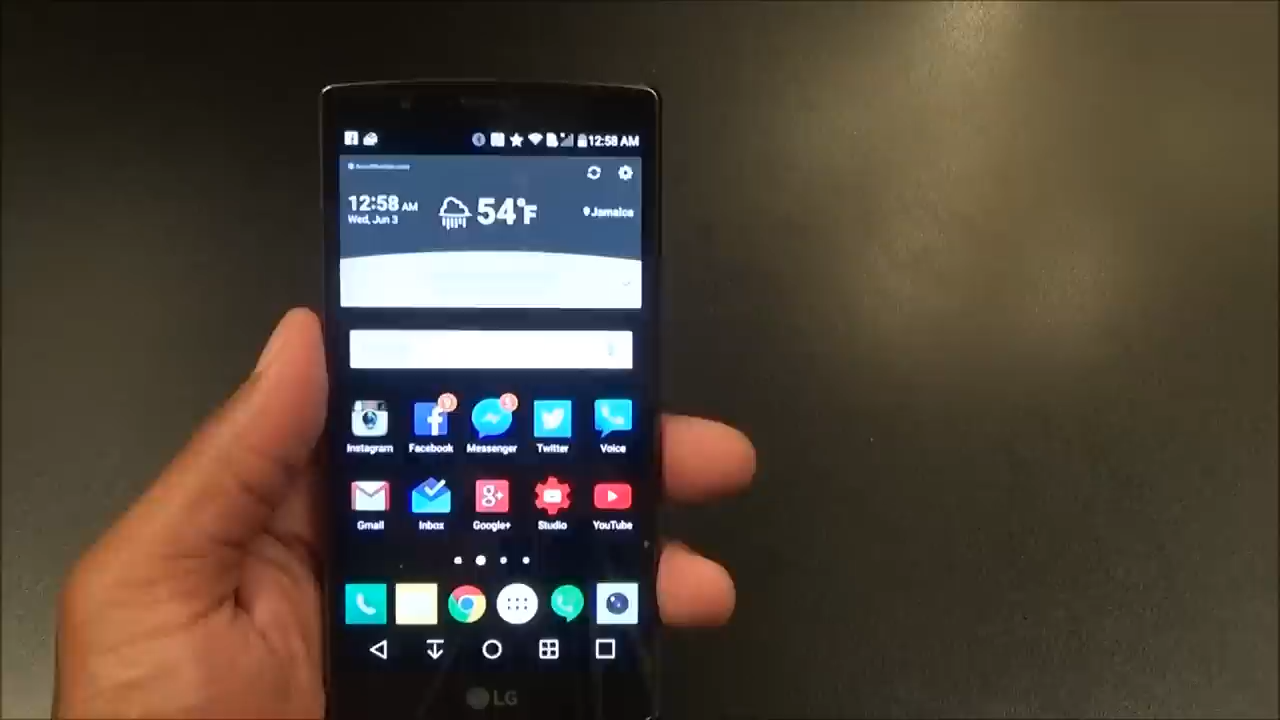 12:58 AM
12:58 AM
Wed, Jun 3
54°F
Jamaica
Instagram
Facebook
Messenger
Twitter
Voice
Gmail
Inbox
Google+
Studio
YouTube
LG